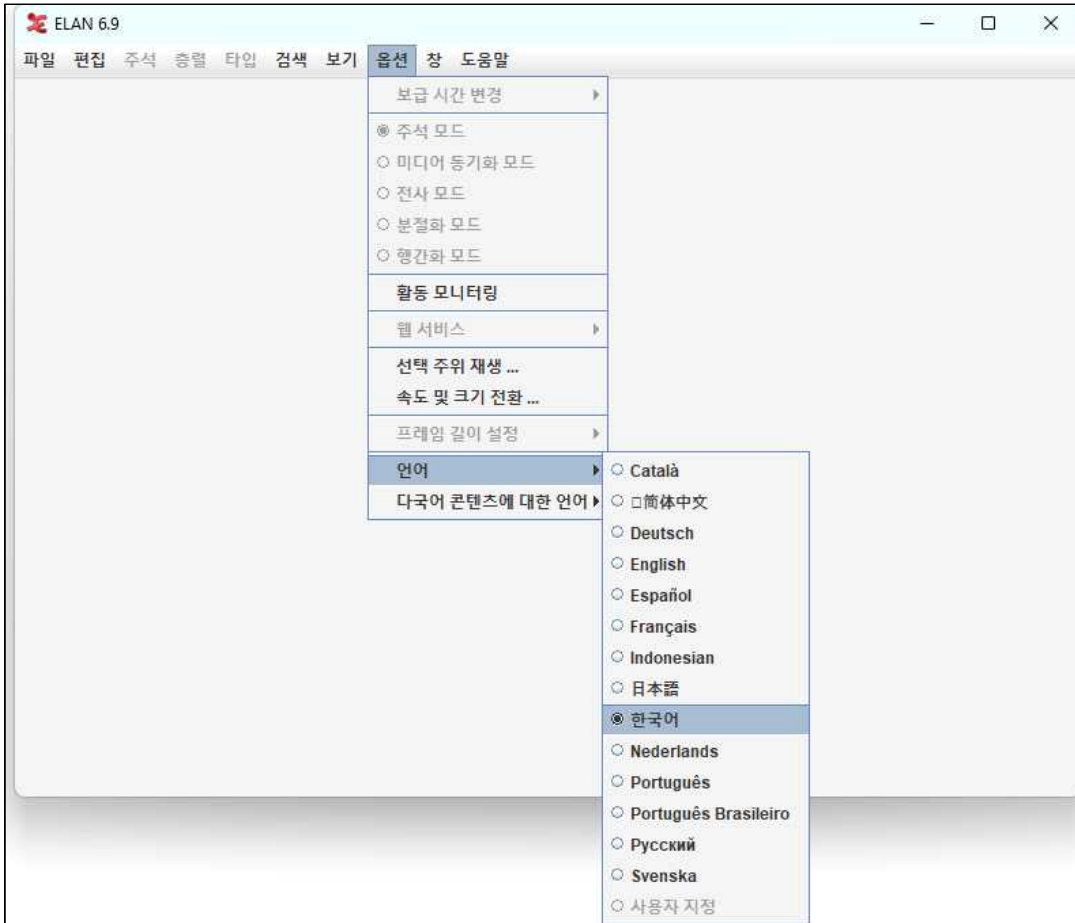 ELAN 6.9
파일 편집 주석 층렬 타입 검색 보기 옵션 창 도움말
보급 시간 변경
주석 모드
미디어 동기화 모드
전사 모드
분절화 모드
행간화 모드
활동 모니터링
웹 서비스
선택 주위 재생 ...
속도 및 크기 전환 ...
프레임 길이 설정
언어
다국어 콘텐츠에 대한 언어
Català
□简体中文
Deutsch
English
Español
Français
Indonesian
日本語
한국어
Nederlands
Português
Português Brasileiro
Русский
Svenska
사용자 지정